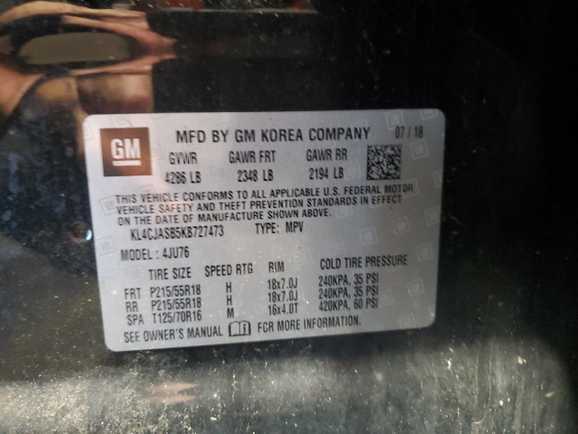 GM
MFD BY GM KOREA COMPANY 07/18
GVWR GAWR FRT GAWR RR
4286 LB 2348 LB 2194 LB
THIS VEHICLE CONFORMS TO ALL APPLICABLE U.S. FEDERAL MOTOR
VEHICLE SAFETY AND THEFT PREVENTION STANDARDS IN EFFECT
ON THE DATE OF MANUFACTURE SHOWN ABOVE.
KL4CJASB5KB727473 TYPE: MPV
MODEL: 4JU76
TIRE SIZE SPEED RTG RIM COLD TIRE PRESSURE
FRT P215/55R18 H 18x7.0J 240KPA, 35 PSI
RR P215/55R18 H 18x7.0J 240KPA, 35 PSI
SPA T125/70R16 M 16x4.0T 420KPA, 60 PSI
SEE OWNER'S MANUAL FOR MORE INFORMATION.